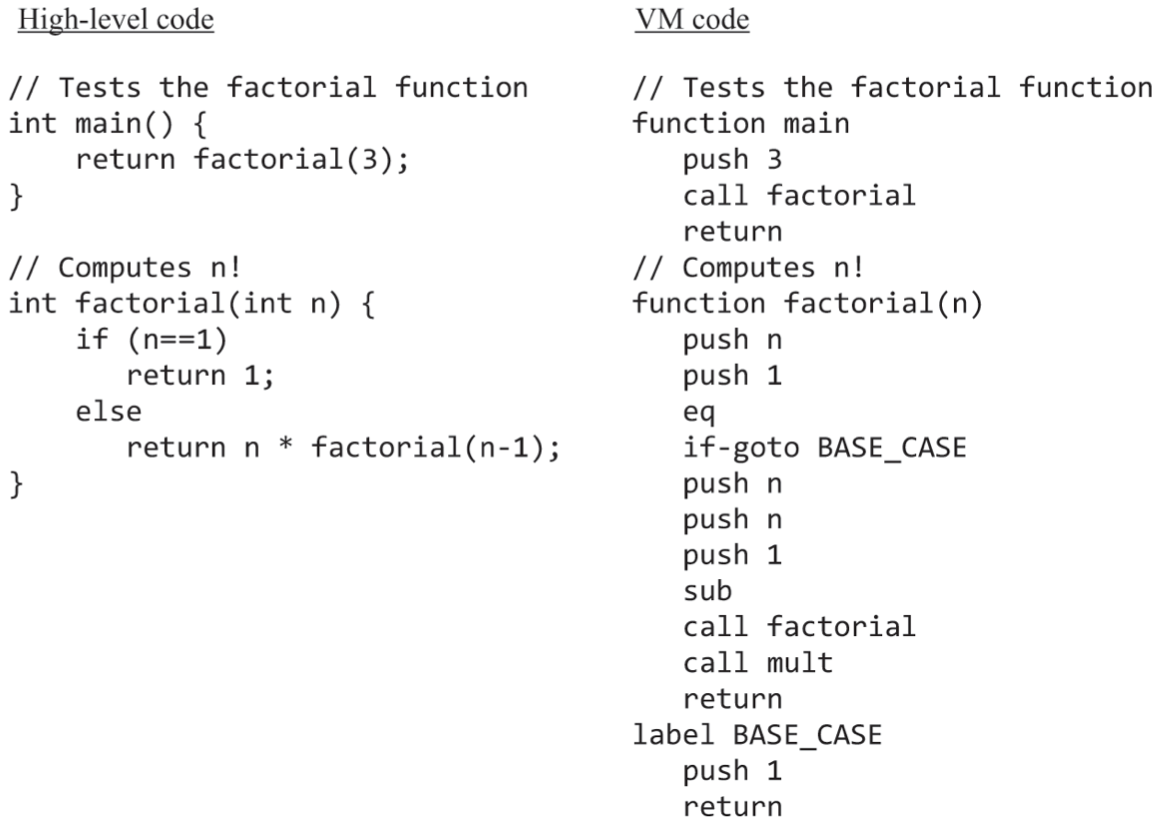 High-level code
// Tests the factorial function
int main() {
    return factorial(3);
}
// Computes n!
int factorial(int n) {
    if (n==1)
       return 1;
    else
       return n * factorial(n-1);
}
VM code
// Tests the factorial function
function main
   push 3
   call factorial
   return
// Computes n!
function factorial(n)
   push n
   push 1
   eq
   if-goto BASE_CASE
   push n
   push n
   push 1
   sub
   call factorial
   call mult
   return
label BASE_CASE
   push 1
   return